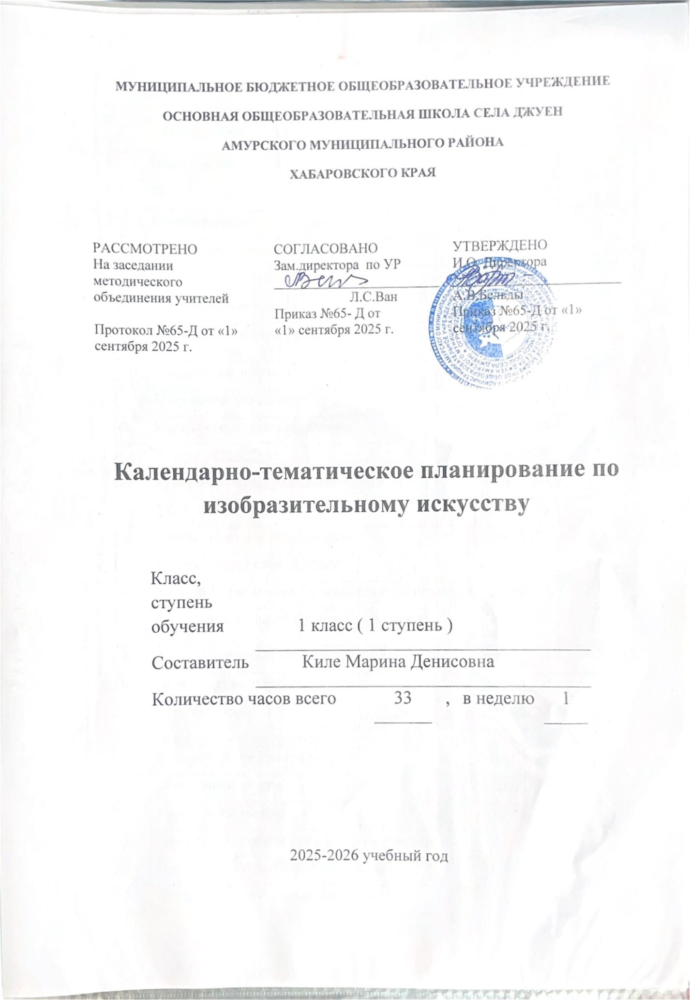 МУНИЦИПАЛЬНОЕ БЮДЖЕТНОЕ ОБЩЕОБРАЗОВАТЕЛЬНОЕ УЧРЕЖДЕНИЕ
ОСНОВНАЯ ОБЩЕОБРАЗОВАТЕЛЬНАЯ ШКОЛА СЕЛА ДЖУЕН
АМУРСКОГО МУНИЦИПАЛЬНОГО РАЙОНА
ХАБАРОВСКОГО КРАЯ
РАССМОТРЕНО
На заседании
методического
объединения учителей
Протокол №65-Д от «1»
сентября 2025 г.
СОГЛАСОВАНО
Зам.директора по УР
Л.С.Ван
Приказ №65- Д от
«1» сентября 2025 г.
УТВЕРЖДЕНО
И.О. Директора
А.В.Бельды
Приказ №65-Д от «1»
сентября 2025 г.
Календарно-тематическое планирование по
изобразительному искусству
Класс,
ступень
обучения 1 класс ( 1 ступень )
Составитель Киле Марина Денисовна
Количество часов всего 33 , в неделю 1
2025-2026 учебный год